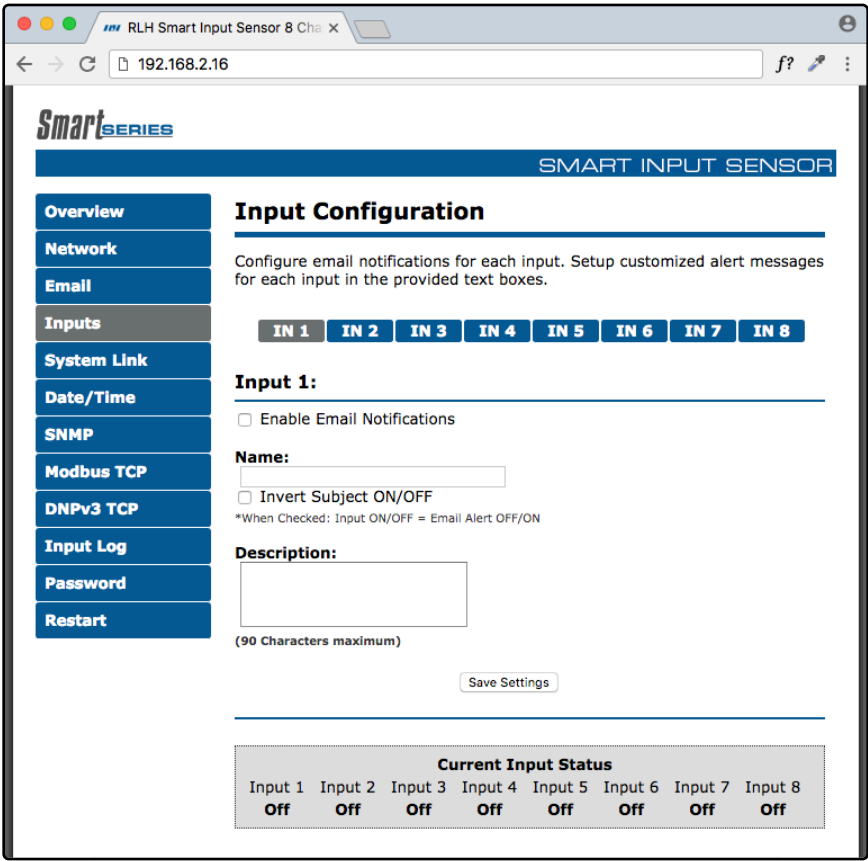 RLH Smart Input Sensor 8 Cha
192.168.2.16
f?
Smart SERIES
SMART INPUT SENSOR
Overview
Network
Email
Inputs
System Link
Date/Time
SNMP
Modbus TCP
DNPv3 TCP
Input Log
Password
Restart
Input Configuration
Configure email notifications for each input. Setup customized alert messages
for each input in the provided text boxes.
IN 1 IN 2 IN 3 IN 4 IN 5 IN 6 IN 7 IN 8
Input 1:
Enable Email Notifications
Name:
Invert Subject ON/OFF
*When Checked: Input ON/OFF = Email Alert OFF/ON
Description:
(90 Characters maximum)
Save Settings
Current Input Status
Input 1 Input 2 Input 3 Input 4 Input 5 Input 6 Input 7 Input 8
Off Off Off Off Off Off Off Off